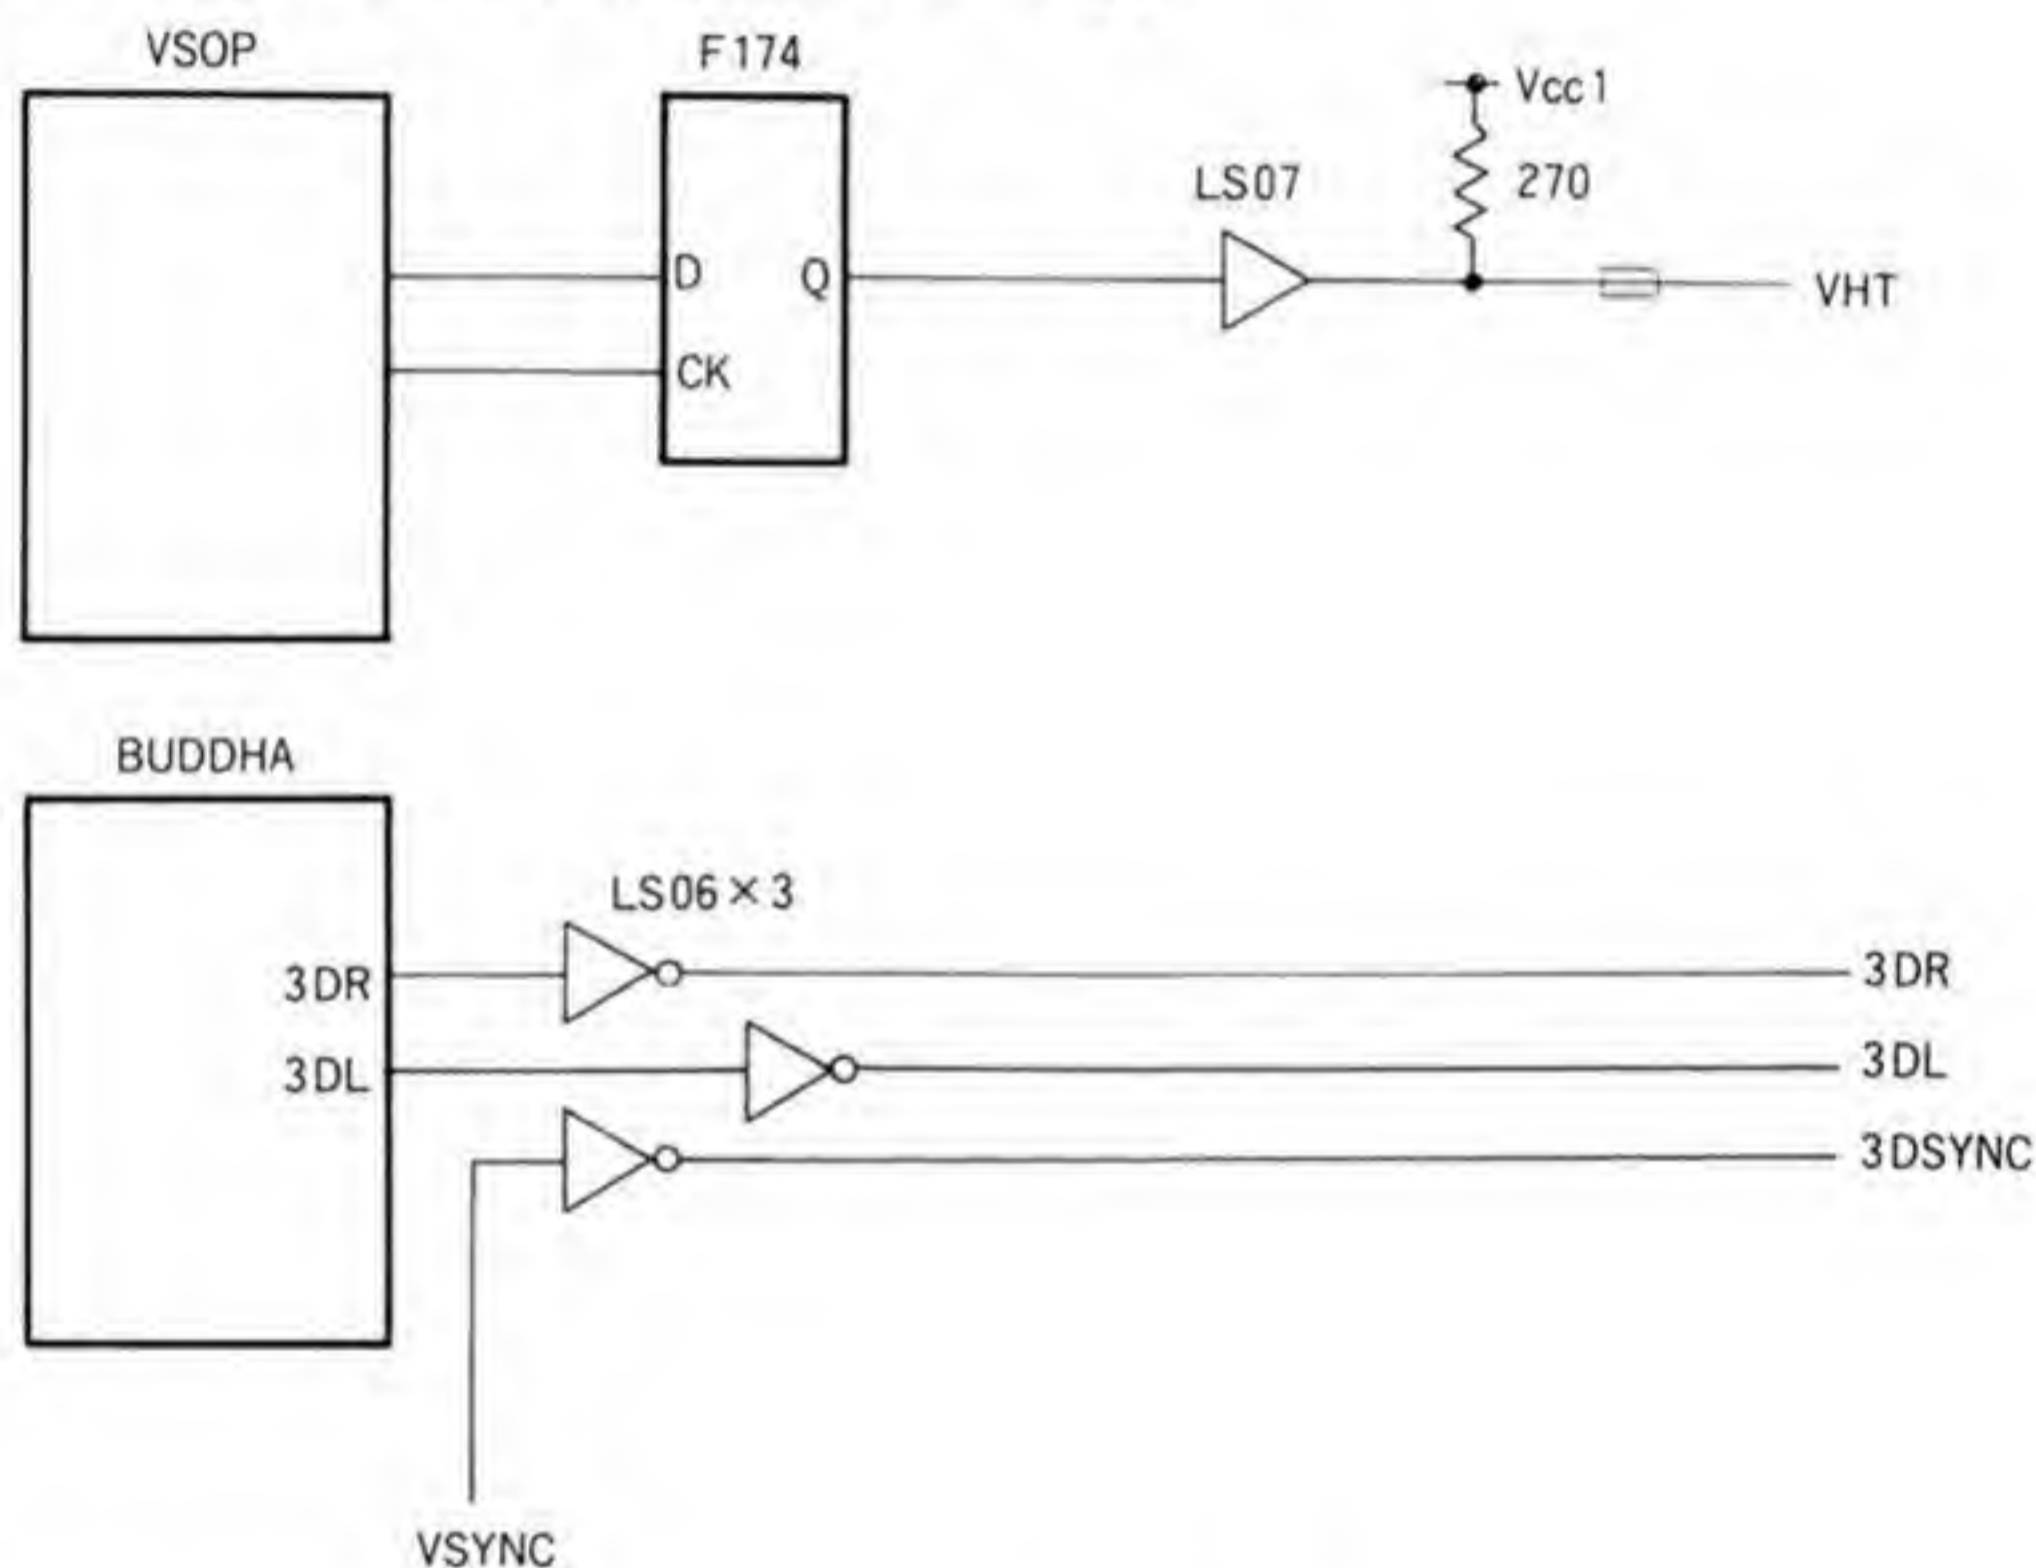 VSOP
F174
Vcc1
LS07
270
D
Q
VHT
CK
BUDDHA
LS06×3
3DR
3DR
3DL
3DL
3DSYNC
VSYNC